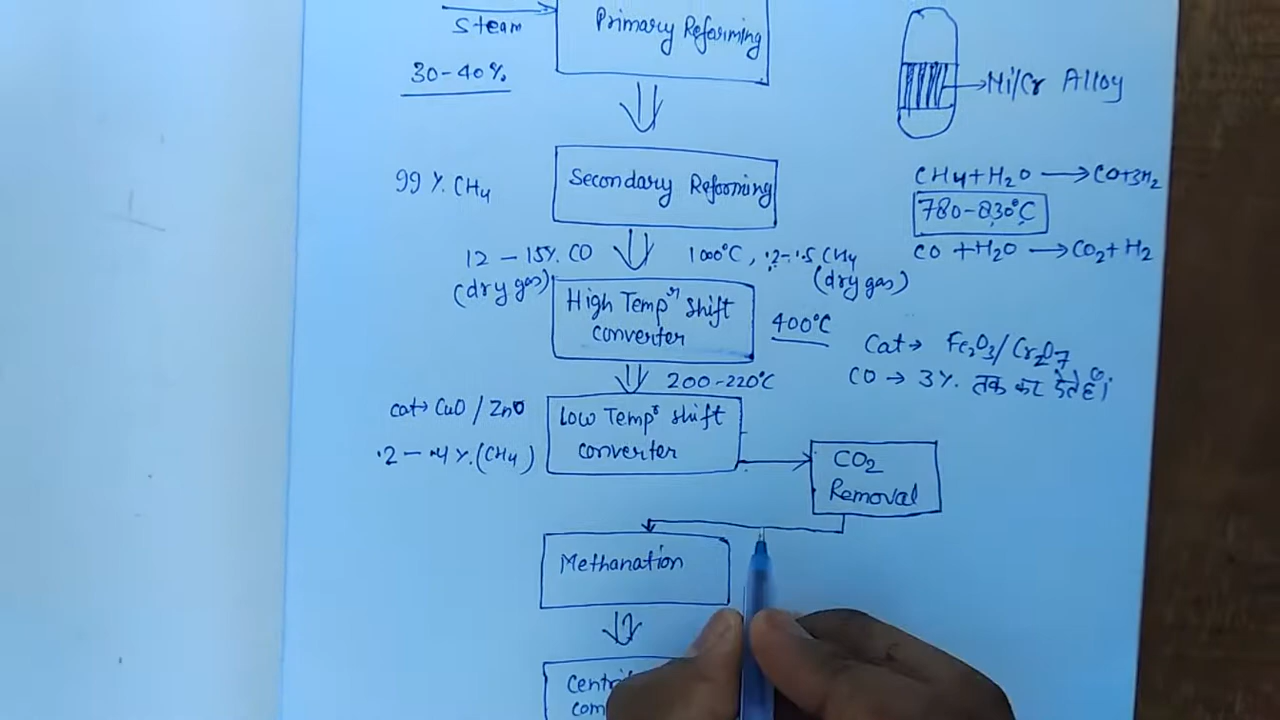 Steam
Primary Reforming
30-40%
Ni/Cr Alloy
99 %. CH4
Secondary Reforming
CH4+H2O → CO+3H2
780-830°C
CO +H2O → CO2+H2
12 - 15%. CO
(dry gas)
1000°C, .2-.5 CH4
(dry gas)
High Tempr shift
converter
400°C
Cat → Fe2O3/Cr2O7
CO → 3%. तक कर देते है।
200-220°C
cat→ CuO / ZnO
.2 - .4 %. (CH4)
Low Tempr shift
converter
CO2
Removal
Methanation